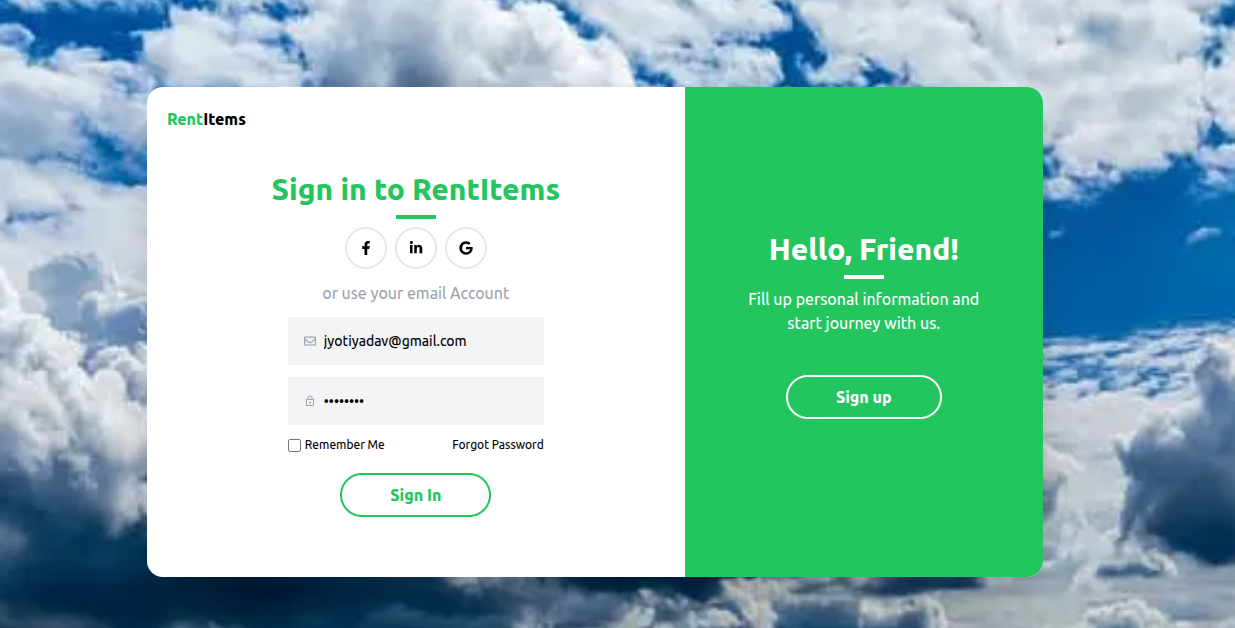 RentItems
Sign in to RentItems
or use your email Account
jyotiyadav@gmail.com
••••••••
Remember Me
Forgot Password
Sign In
Hello, Friend!
Fill up personal information and
start journey with us.
Sign up